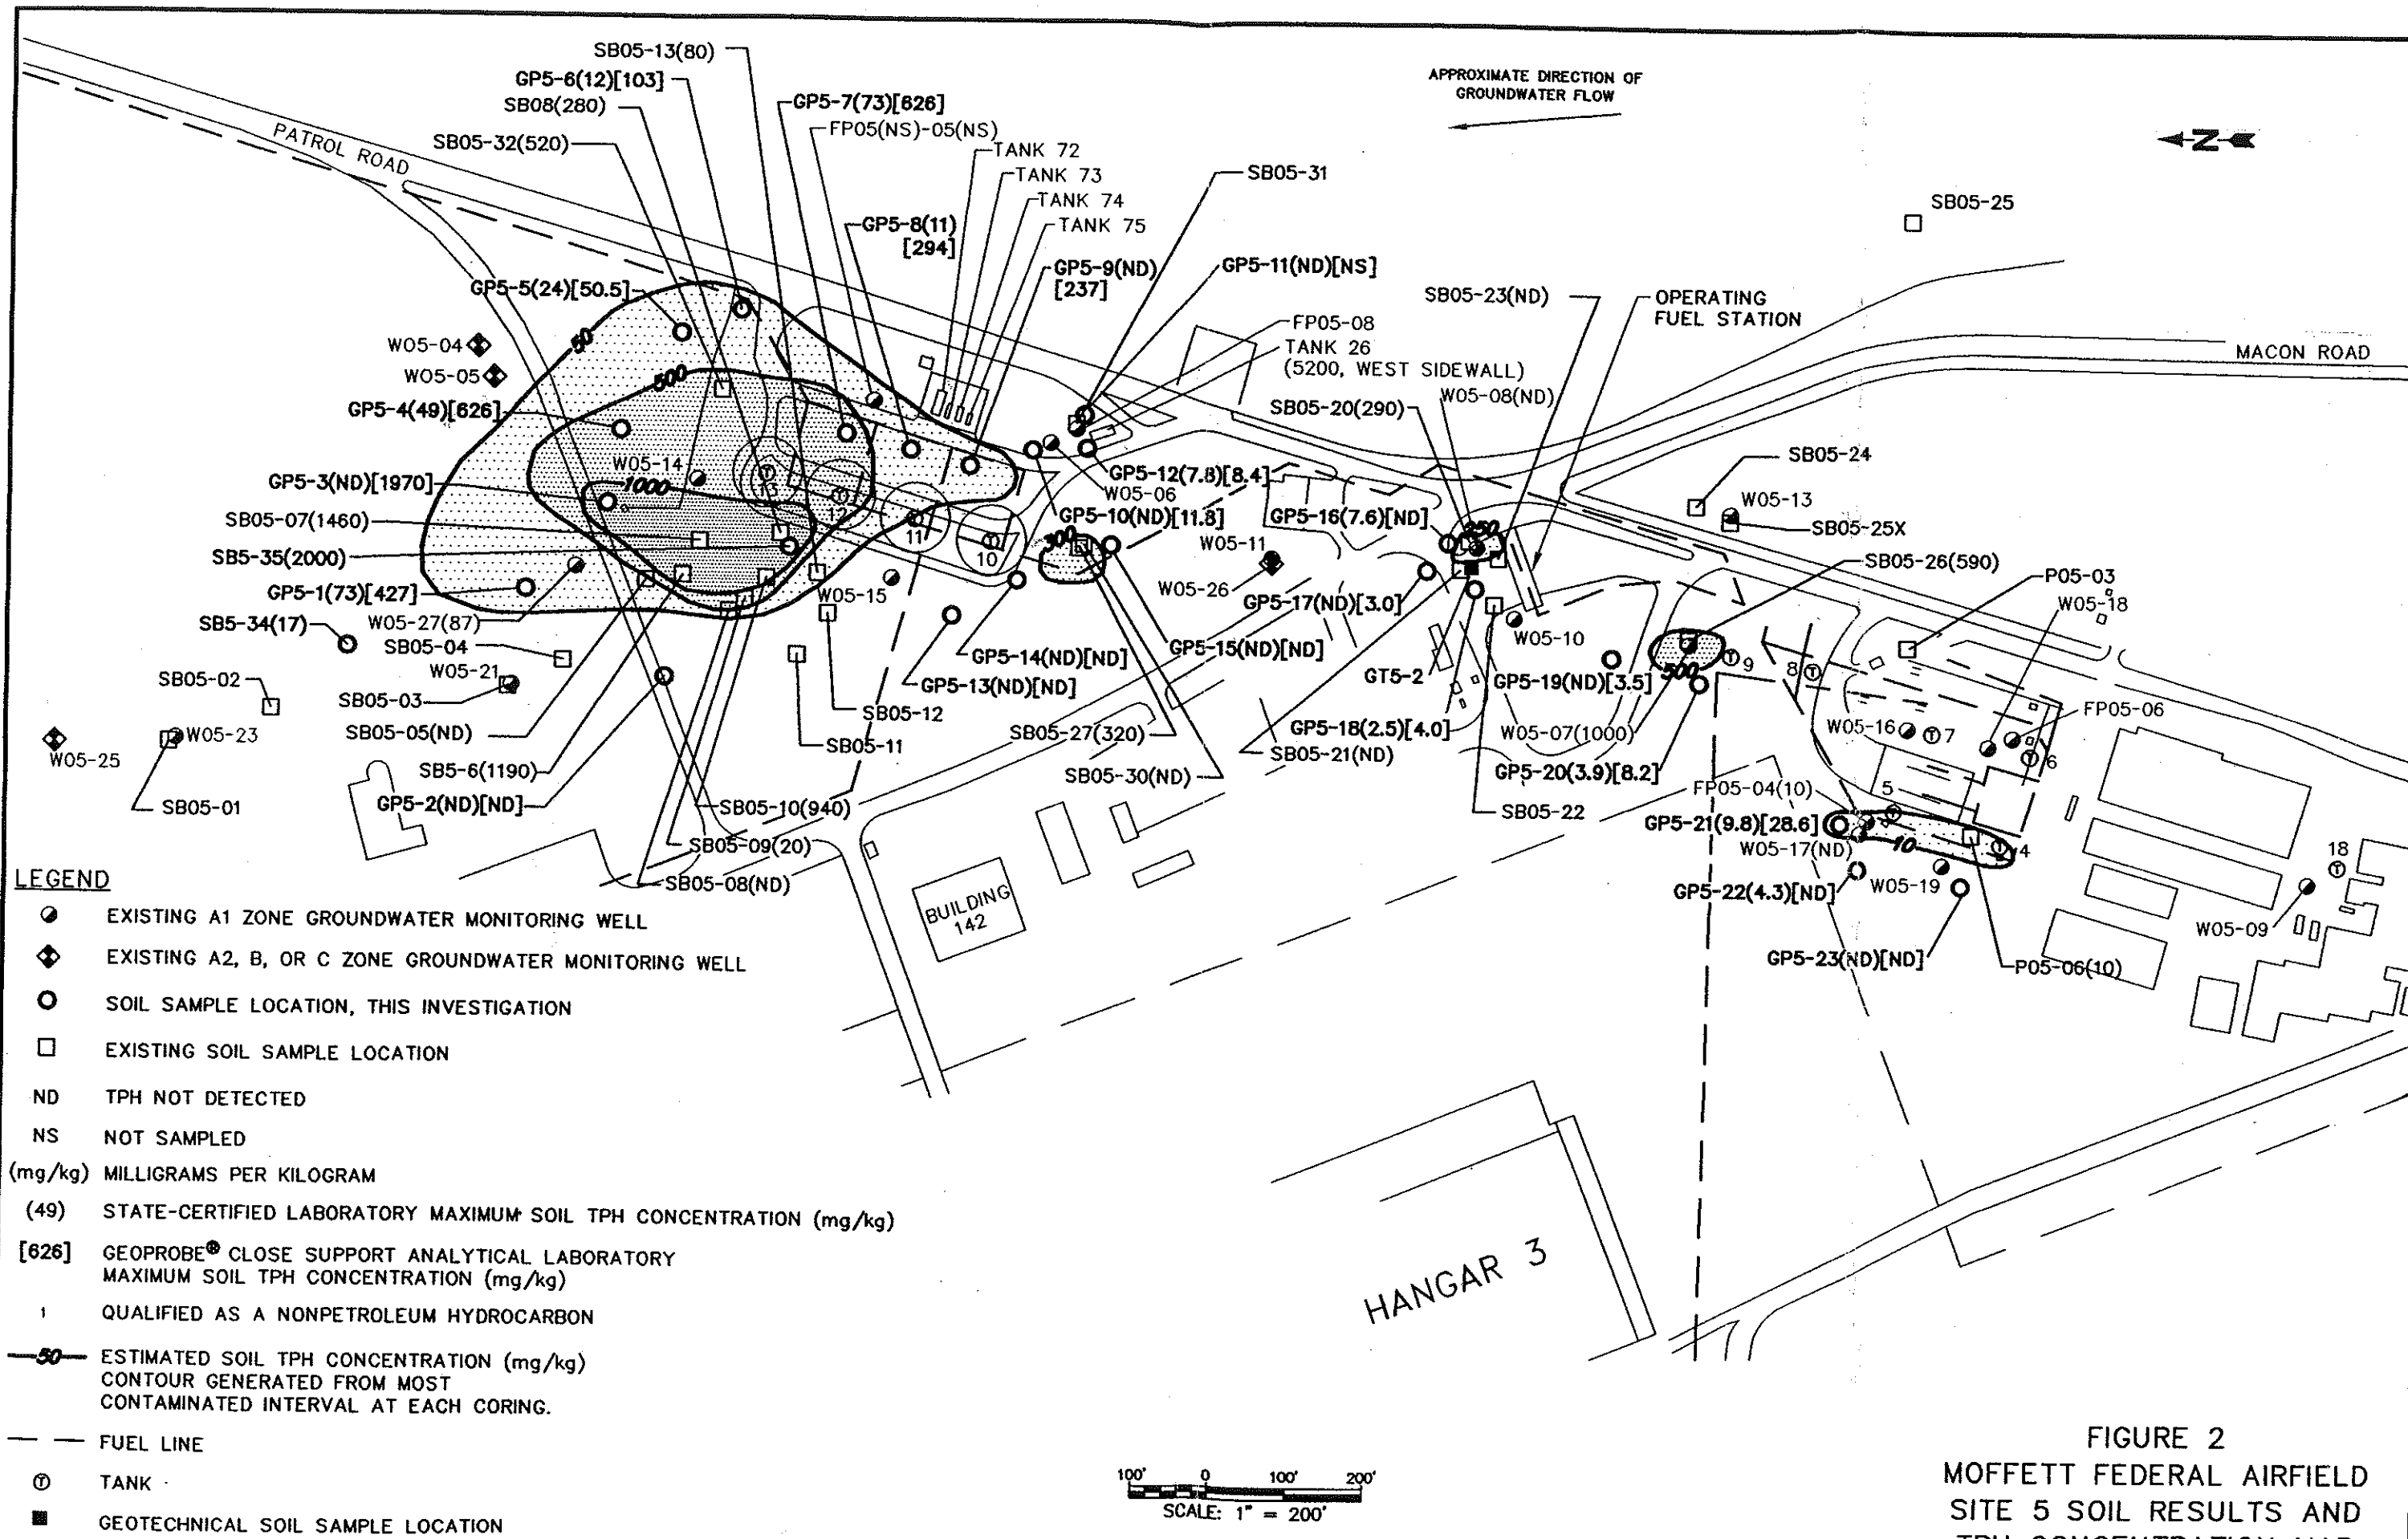 SB05-13(80)
GP5-6(12)[103]
SB08(280)
SB05-32(520)
GP5-7(73)[626]
FP05(NS)-05(NS)
TANK 72
TANK 73
TANK 74
TANK 75
GP5-8(11)
[294]
GP5-9(ND)
[237]
SB05-31
GP5-11(ND)[NS]
APPROXIMATE DIRECTION OF
GROUNDWATER FLOW
N
SB05-25
PATROL ROAD
GP5-5(24)[50.5]
W05-04
W05-05
GP5-4(49)[626]
50
500
1000
W05-14
FP05-08
TANK 26
(5200, WEST SIDEWALL)
SB05-23(ND)
OPERATING
FUEL STATION
MACON ROAD
W05-08(ND)
SB05-20(290)
GP5-3(ND)[1970]
SB05-07(1460)
SB5-35(2000)
GP5-1(73)[427]
SB5-34(17)
W05-27(87)
SB05-04
W05-21
SB05-02
SB05-03
W05-23
W05-25
SB05-01
SB05-05(ND)
SB5-6(1190)
GP5-2(ND)[ND]
13
12
11
10
W05-15
GP5-12(7.8)[8.4]
W05-06
GP5-10(ND)[11.8]
300
W05-11
W05-26
GP5-16(7.6)[ND]
250
GP5-17(ND)[3.0]
GP5-15(ND)[ND]
GP5-14(ND)[ND]
GP5-13(ND)[ND]
SB05-12
SB05-11
SB05-27(320)
SB05-30(ND)
SB05-10(940)
SB05-09(20)
SB05-08(ND)
GT5-2
GP5-18(2.5)[4.0]
SB05-21(ND)
W05-10
GP5-19(ND)[3.5]
W05-07(1000)
GP5-20(3.9)[8.2]
SB05-22
SB05-24
W05-13
SB05-25X
SB05-26(590)
500
9
8
P05-03
W05-18
W05-16
7
FP05-06
6
FP05-04(10)
5
GP5-21(9.8)[28.6]
W05-17(ND)
10
4
GP5-22(4.3)[ND]
W05-19
GP5-23(ND)[ND]
P05-06(10)
18
W05-09
BUILDING
142
HANGAR 3
LEGEND
EXISTING A1 ZONE GROUNDWATER MONITORING WELL
EXISTING A2, B, OR C ZONE GROUNDWATER MONITORING WELL
SOIL SAMPLE LOCATION, THIS INVESTIGATION
EXISTING SOIL SAMPLE LOCATION
ND TPH NOT DETECTED
NS NOT SAMPLED
(mg/kg) MILLIGRAMS PER KILOGRAM
(49) STATE-CERTIFIED LABORATORY MAXIMUM SOIL TPH CONCENTRATION (mg/kg)
[626] GEOPROBE® CLOSE SUPPORT ANALYTICAL LABORATORY
MAXIMUM SOIL TPH CONCENTRATION (mg/kg)
1 QUALIFIED AS A NONPETROLEUM HYDROCARBON
50 ESTIMATED SOIL TPH CONCENTRATION (mg/kg)
CONTOUR GENERATED FROM MOST
CONTAMINATED INTERVAL AT EACH CORING.
FUEL LINE
T TANK
GEOTECHNICAL SOIL SAMPLE LOCATION
100' 0 100' 200'
SCALE: 1" = 200'
FIGURE 2
MOFFETT FEDERAL AIRFIELD
SITE 5 SOIL RESULTS AND